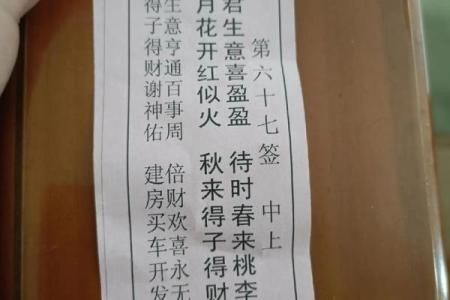 第六十七签 中上
君生意喜盈盈 待时春来桃李
月花开红似火 秋来得子得财
生意亨通百事周 倍财欢喜永无
得子得财谢神佑 建房买车开发